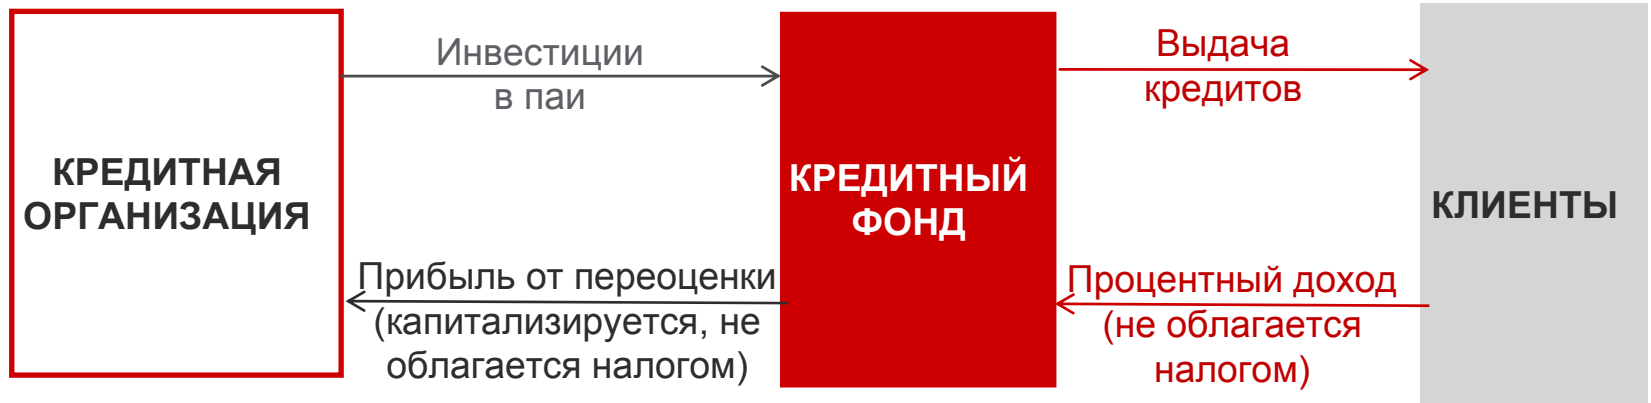 КРЕДИТНАЯ
ОРГАНИЗАЦИЯ
Инвестиции
в паи
Прибыль от переоценки
(капитализируется, не
облагается налогом)
КРЕДИТНЫЙ
ФОНД
Выдача
кредитов
Процентный доход
(не облагается
налогом)
КЛИЕНТЫ